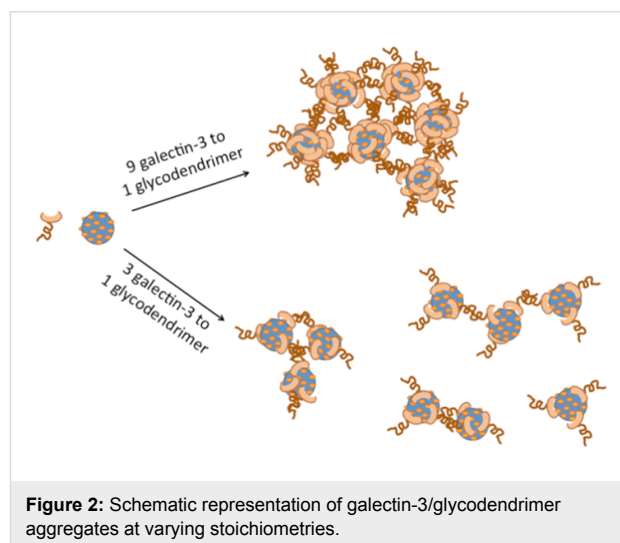 9 galectin-3 to
1 glycodendrimer
3 galectin-3 to
1 glycodendrimer
Figure 2: Schematic representation of galectin-3/glycodendrimer
aggregates at varying stoichiometries.